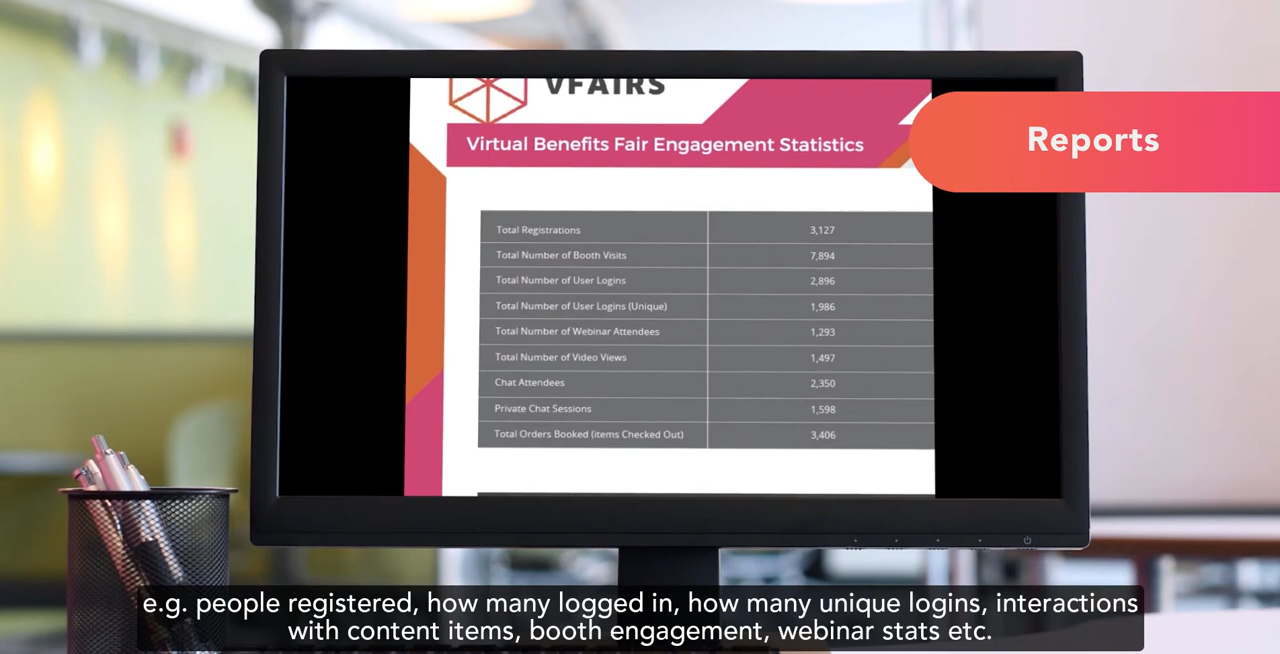 VFAIRS
Virtual Benefits Fair Engagement Statistics
Reports
Total Registrations 3,127
Total Number of Booth Visits 7,894
Total Number of User Logins 2,896
Total Number of User Logins (Unique) 1,986
Total Number of Webinar Attendees 1,293
Total Number of Video Views 1,497
Chat Attendees 2,350
Private Chat Sessions 1,598
Total Orders Booked (items Checked Out) 3,406
e.g. people registered, how many logged in, how many unique logins, interactions
with content items, booth engagement, webinar stats etc.